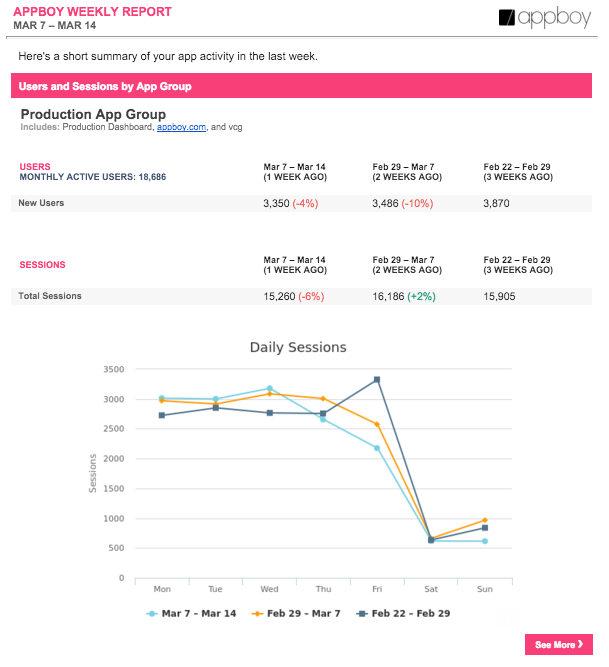 APPBOY WEEKLY REPORT
MAR 7 – MAR 14
appboy
Here's a short summary of your app activity in the last week.
Users and Sessions by App Group
Production App Group
Includes: Production Dashboard, appboy.com, and vcg
USERS
MONTHLY ACTIVE USERS: 18,686
Mar 7 – Mar 14
(1 WEEK AGO)
Feb 29 – Mar 7
(2 WEEKS AGO)
Feb 22 – Feb 29
(3 WEEKS AGO)
New Users 3,350 (-4%) 3,486 (-10%) 3,870
SESSIONS
Mar 7 – Mar 14
(1 WEEK AGO)
Feb 29 – Mar 7
(2 WEEKS AGO)
Feb 22 – Feb 29
(3 WEEKS AGO)
Total Sessions 15,260 (-6%) 16,186 (+2%) 15,905
Daily Sessions
Sessions
3500
3000
2500
2000
1500
1000
500
0
Mon Tue Wed Thu Fri Sat Sun
Mar 7 – Mar 14 Feb 29 – Mar 7 Feb 22 – Feb 29
See More ❯